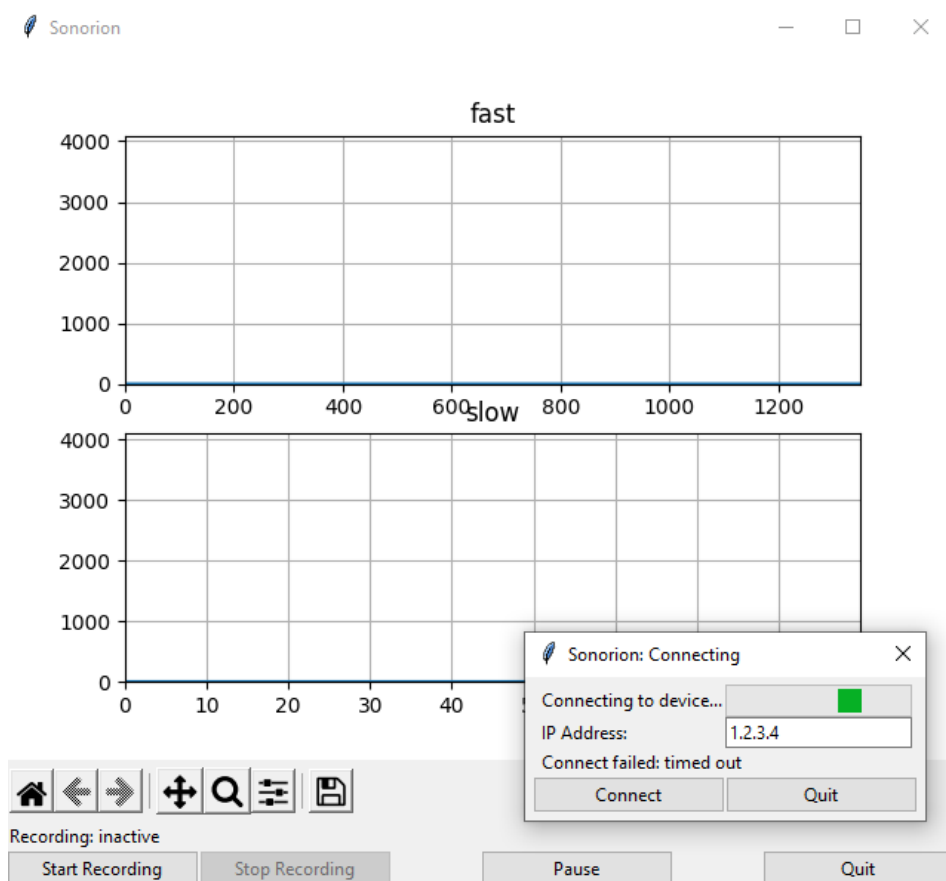 Sonorion
fast
4000
3000
2000
1000
0
0 200 400 600 800 1000 1200
slow
4000
3000
2000
1000
0
0 10 20 30 40
Sonorion: Connecting
Connecting to device...
IP Address: 1.2.3.4
Connect failed: timed out
Connect Quit
Recording: inactive
Start Recording Stop Recording Pause Quit